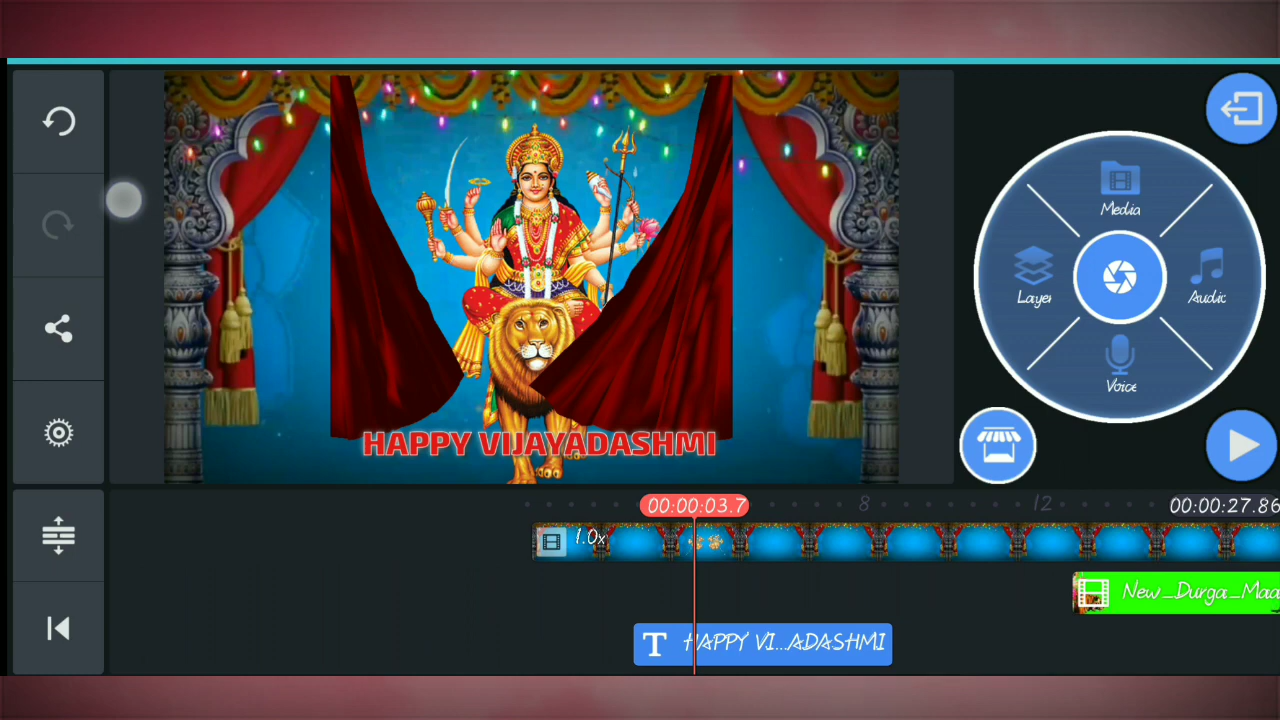 Media
Layer
Audio
Voice
HAPPY VIJAYADASHMI
00:00:03.7
8
12
00:00:27.86
1.0x
New_Durga_Maa
T HAPPY VI...ADASHMI